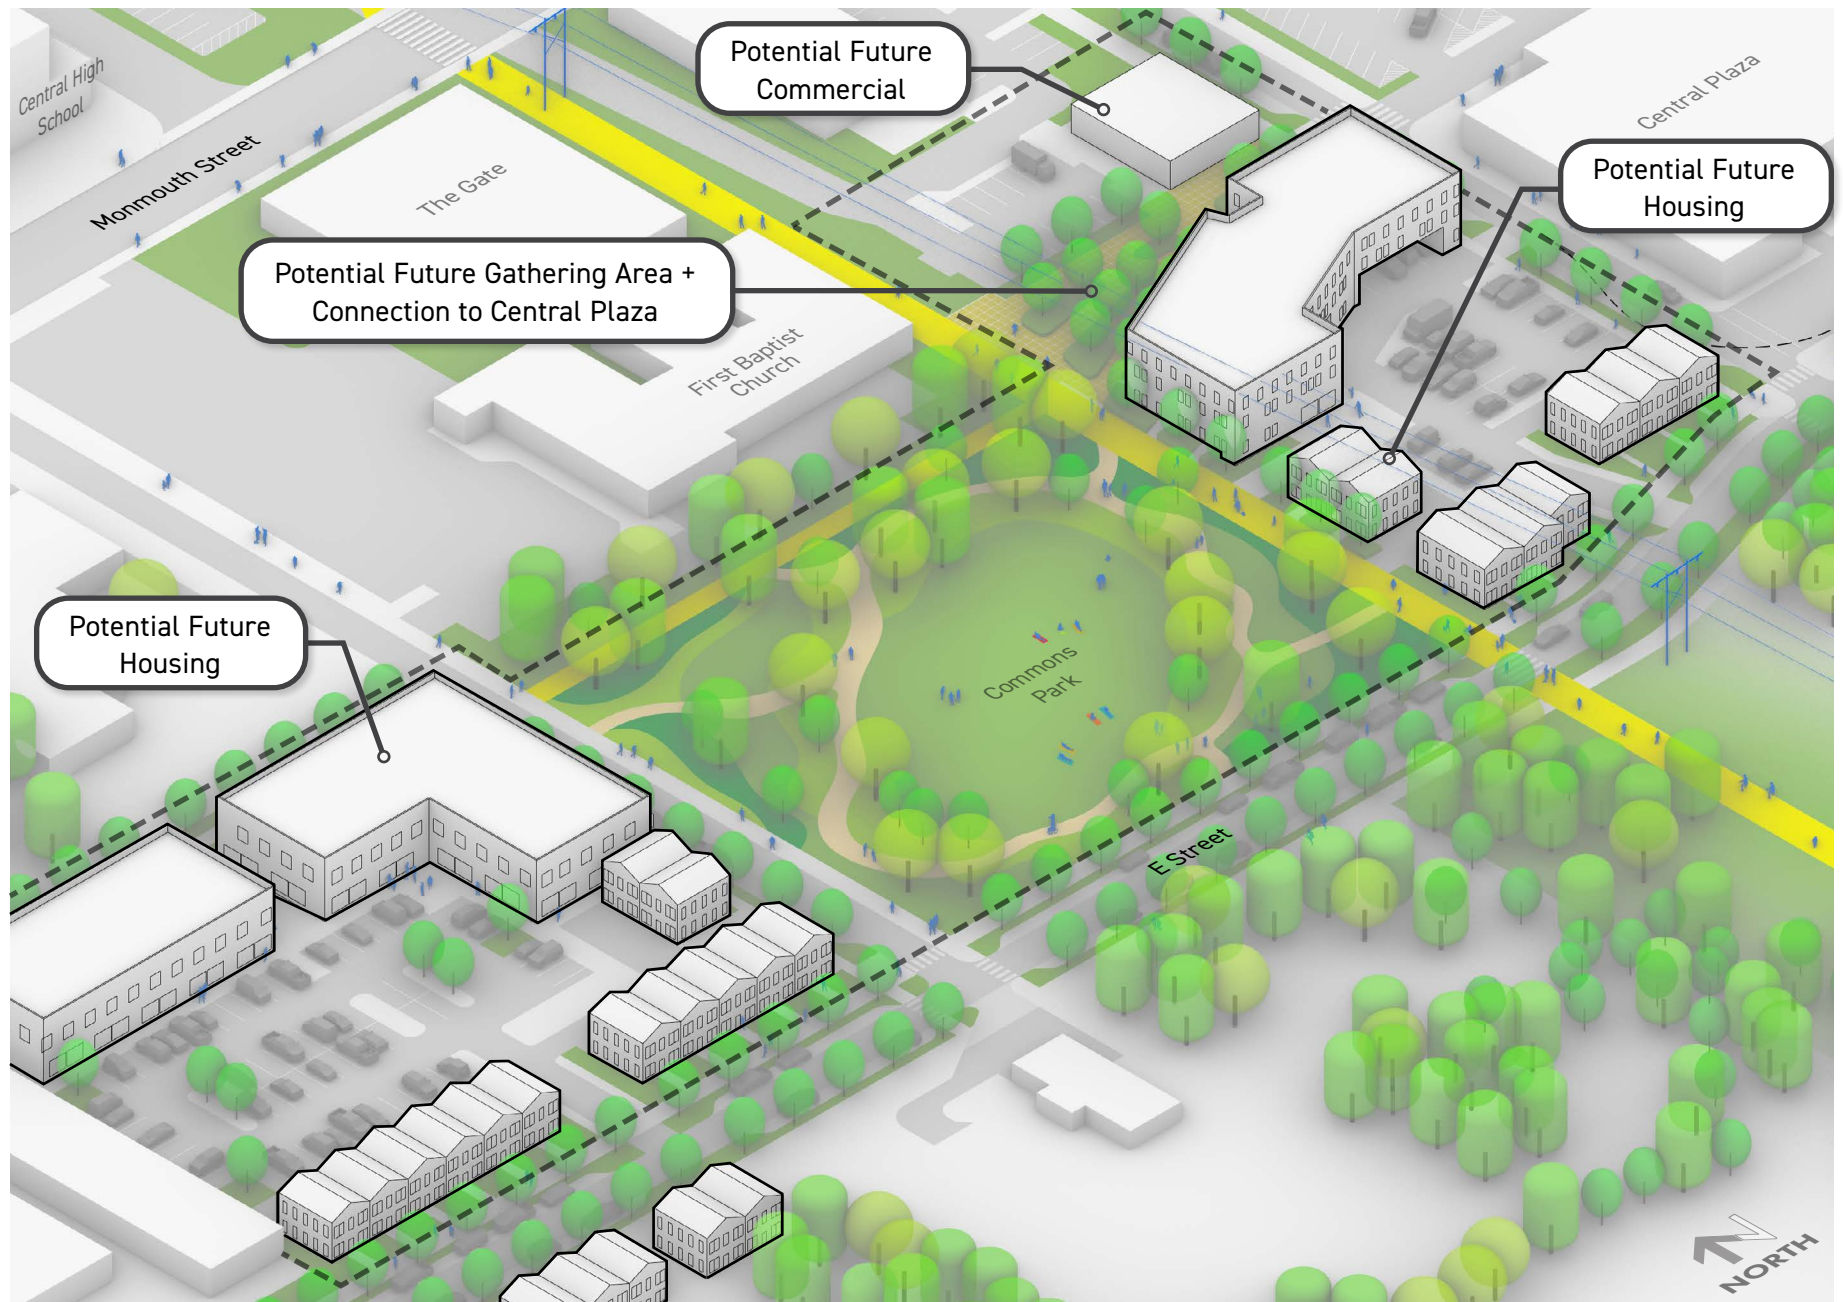 Potential Future
Commercial
Central High
School
Central Plaza
Monmouth Street
The Gate
Potential Future
Housing
Potential Future Gathering Area +
Connection to Central Plaza
First Baptist
Church
Potential Future
Housing
Commons
Park
E Street
NORTH